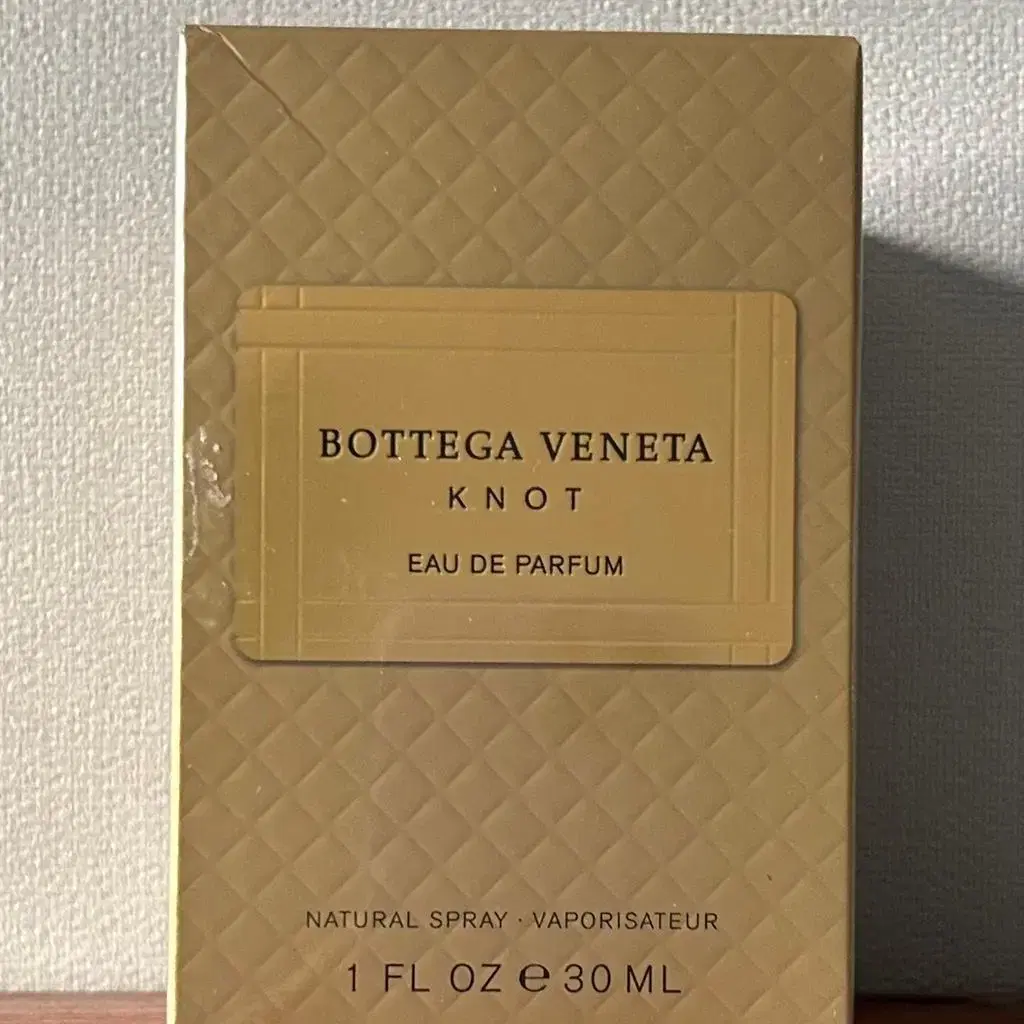 BOTTEGA VENETA
KNOT
EAU DE PARFUM
NATURAL SPRAY · VAPORISATEUR
1 FL OZ ℮ 30 ML